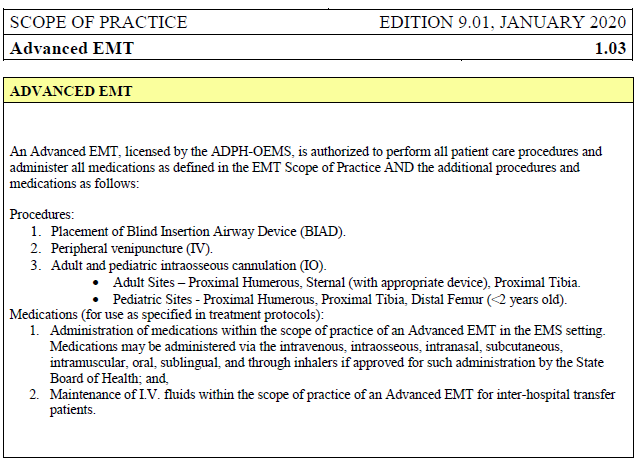 SCOPE OF PRACTICE EDITION 9.01, JANUARY 2020
Advanced EMT 1.03
ADVANCED EMT
An Advanced EMT, licensed by the ADPH-OEMS, is authorized to perform all patient care procedures and
administer all medications as defined in the EMT Scope of Practice AND the additional procedures and
medications as follows:
Procedures:
1. Placement of Blind Insertion Airway Device (BIAD).
2. Peripheral venipuncture (IV).
3. Adult and pediatric intraosseous cannulation (IO).
• Adult Sites – Proximal Humerous, Sternal (with appropriate device), Proximal Tibia.
• Pediatric Sites - Proximal Humerous, Proximal Tibia, Distal Femur (<2 years old).
Medications (for use as specified in treatment protocols):
1. Administration of medications within the scope of practice of an Advanced EMT in the EMS setting.
Medications may be administered via the intravenous, intraosseous, intranasal, subcutaneous,
intramuscular, oral, sublingual, and through inhalers if approved for such administration by the State
Board of Health; and,
2. Maintenance of I.V. fluids within the scope of practice of an Advanced EMT for inter-hospital transfer
patients.